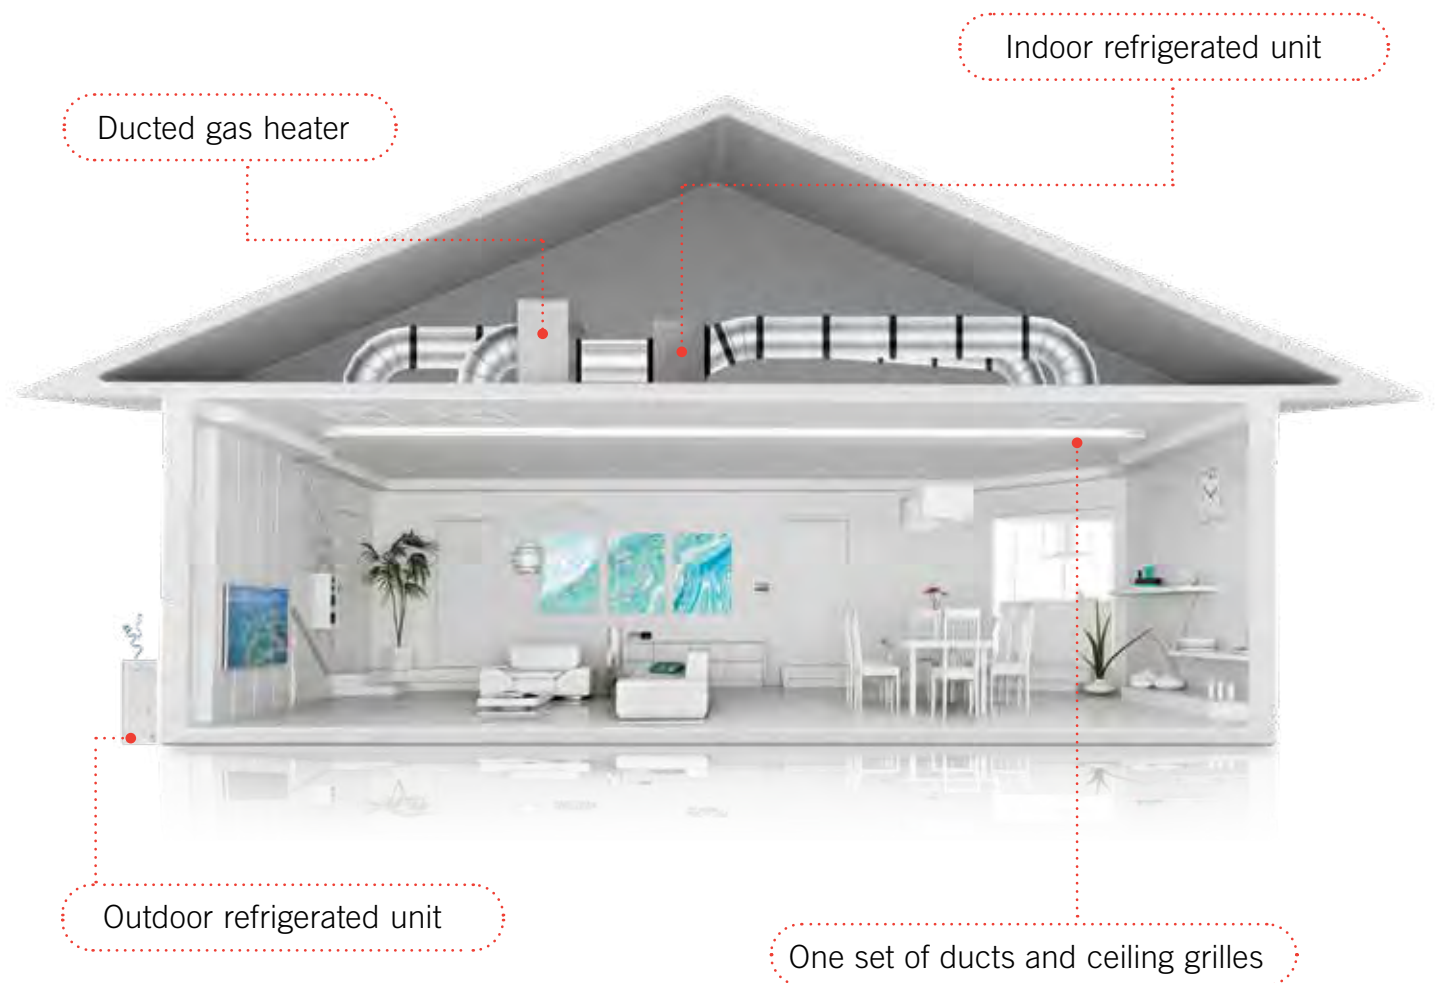 Indoor refrigerated unit
Ducted gas heater
Outdoor refrigerated unit
One set of ducts and ceiling grilles